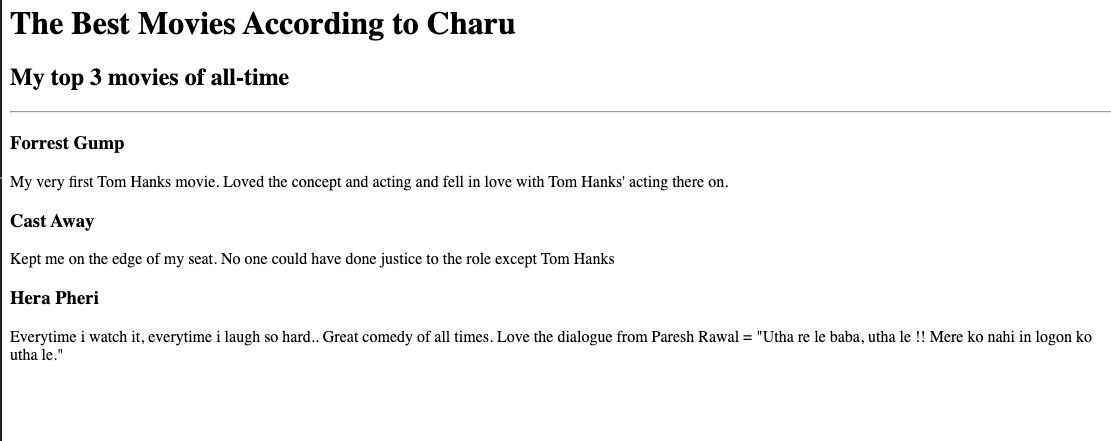 The Best Movies According to Charu
My top 3 movies of all-time
Forrest Gump
My very first Tom Hanks movie. Loved the concept and acting and fell in love with Tom Hanks' acting there on.
Cast Away
Kept me on the edge of my seat. No one could have done justice to the role except Tom Hanks
Hera Pheri
Everytime i watch it, everytime i laugh so hard.. Great comedy of all times. Love the dialogue from Paresh Rawal = "Utha re le baba, utha le !! Mere ko nahi in logon ko
utha le."